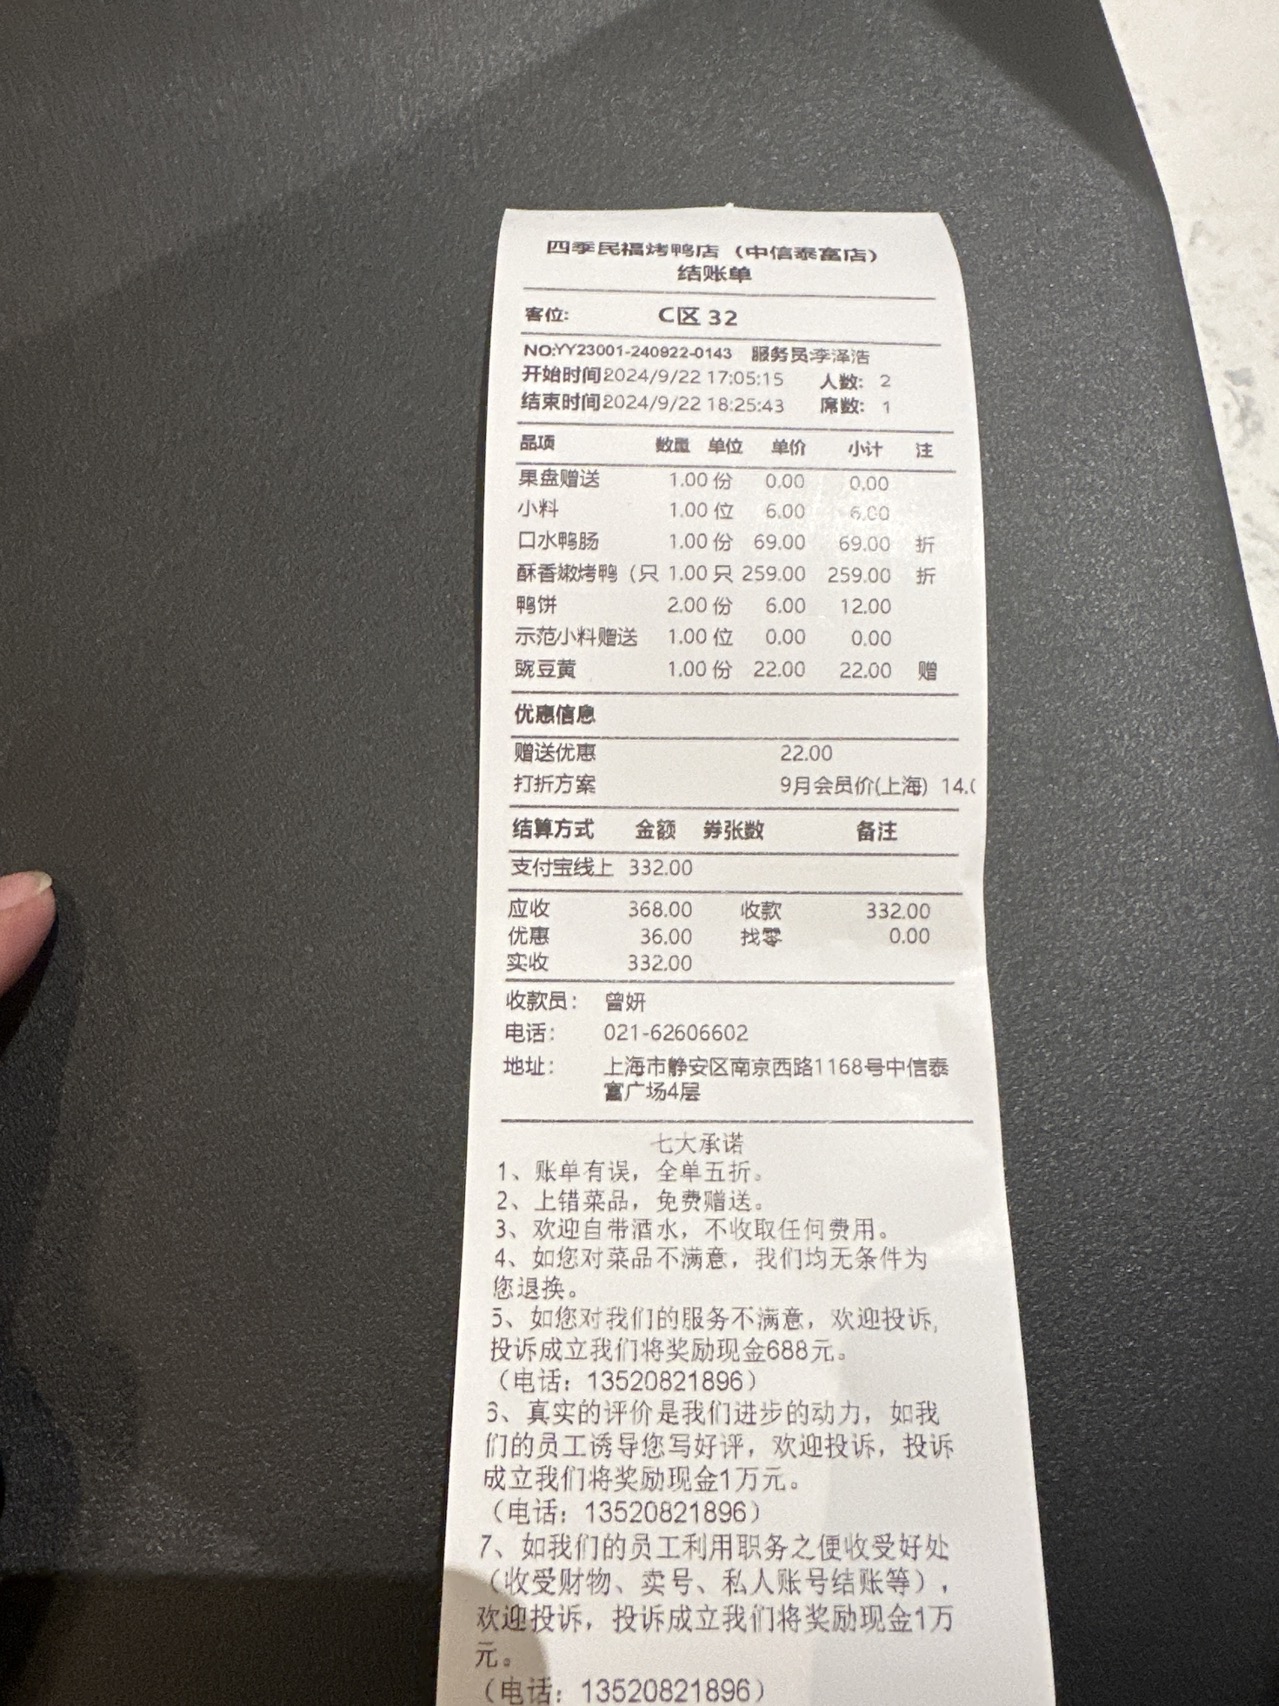 四季民福烤鸭店（中信泰富店）
结账单
客位: C区 32
NO:YY23001-240922-0143 服务员:李泽浩
开始时间2024/9/22 17:05:15 人数: 2
结束时间2024/9/22 18:25:43 席数: 1
品项 数量 单位 单价 小计 注
果盘赠送 1.00 份 0.00 0.00
小料 1.00 位 6.00 6.00
口水鸭肠 1.00 份 69.00 69.00 折
酥香嫩烤鸭（只 1.00 只 259.00 259.00 折
鸭饼 2.00 份 6.00 12.00
示范小料赠送 1.00 位 0.00 0.00
豌豆黄 1.00 份 22.00 22.00 赠
优惠信息
赠送优惠 22.00
打折方案 9月会员价(上海) 14.
结算方式 金额 券张数 备注
支付宝线上 332.00
应收 368.00 收款 332.00
优惠 36.00 找零 0.00
实收 332.00
收款员: 曾妍
电话: 021-62606602
地址: 上海市静安区南京西路1168号中信泰
富广场4层
七大承诺
1、账单有误，全单五折。
2、上错菜品，免费赠送。
3、欢迎自带酒水，不收取任何费用。
4、如您对菜品不满意，我们均无条件为
您退换。
5、如您对我们的服务不满意，欢迎投诉,
投诉成立我们将奖励现金688元。
（电话：13520821896）
6、真实的评价是我们进步的动力，如我
们的员工诱导您写好评，欢迎投诉，投诉
成立我们将奖励现金1万元。
（电话：13520821896）
7、如我们的员工利用职务之便收受好处
（收受财物、卖号、私人账号结账等），
欢迎投诉，投诉成立我们将奖励现金1万
元。
（电话：13520821896）